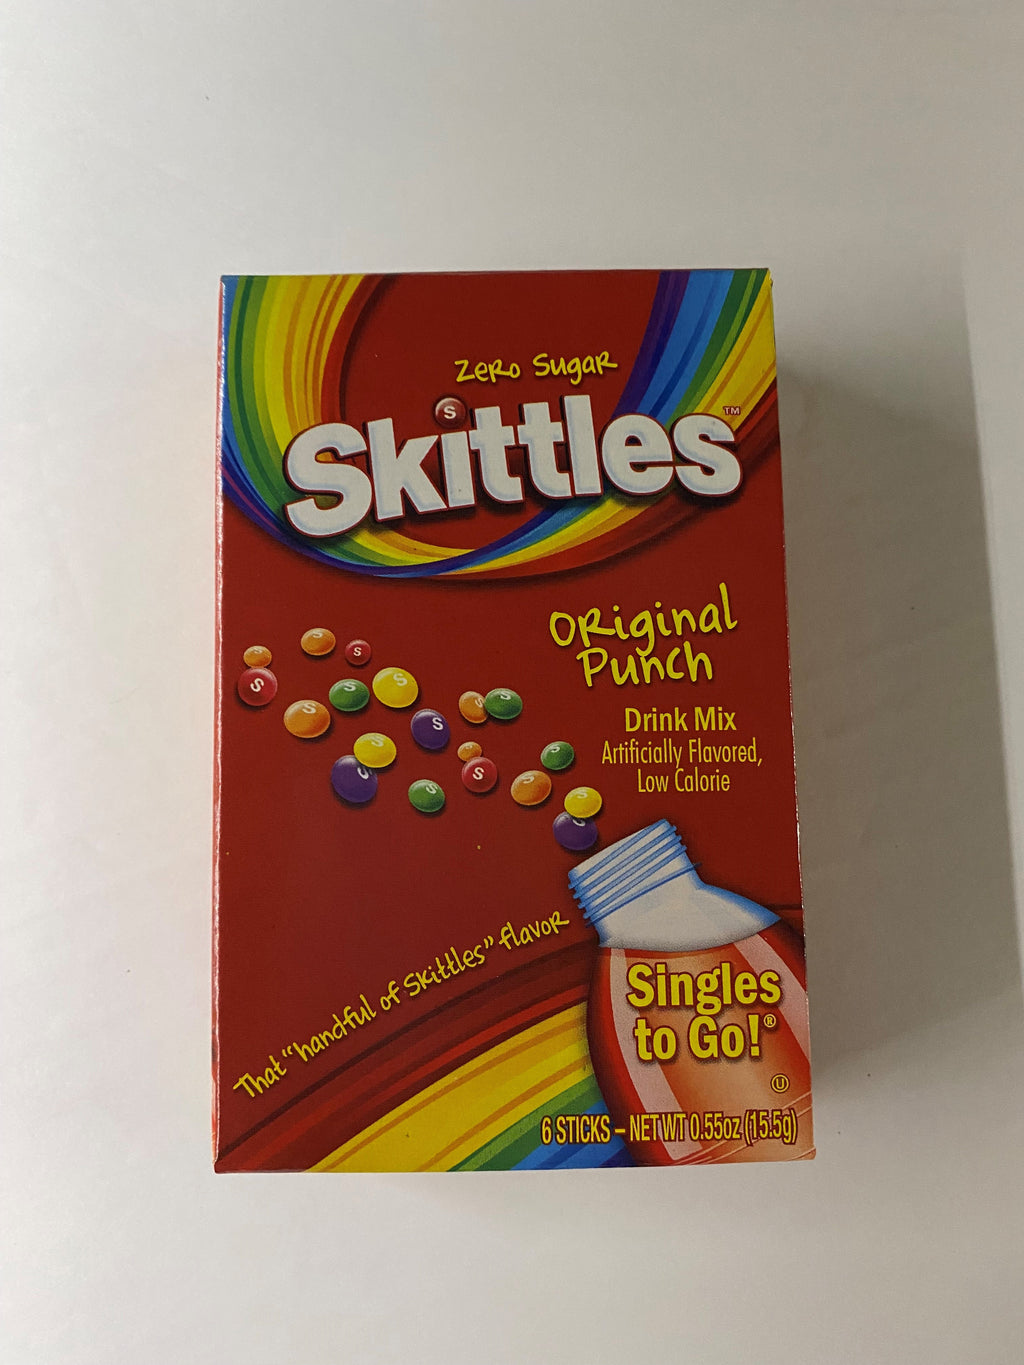 Zero Sugar
Skittles™
Original
Punch
Drink Mix
Artificially Flavored,
Low Calorie
That "handful of Skittles" flavor
Singles
to Go!®
Ⓤ
6 STICKS – NET WT 0.55oz (15.5g)